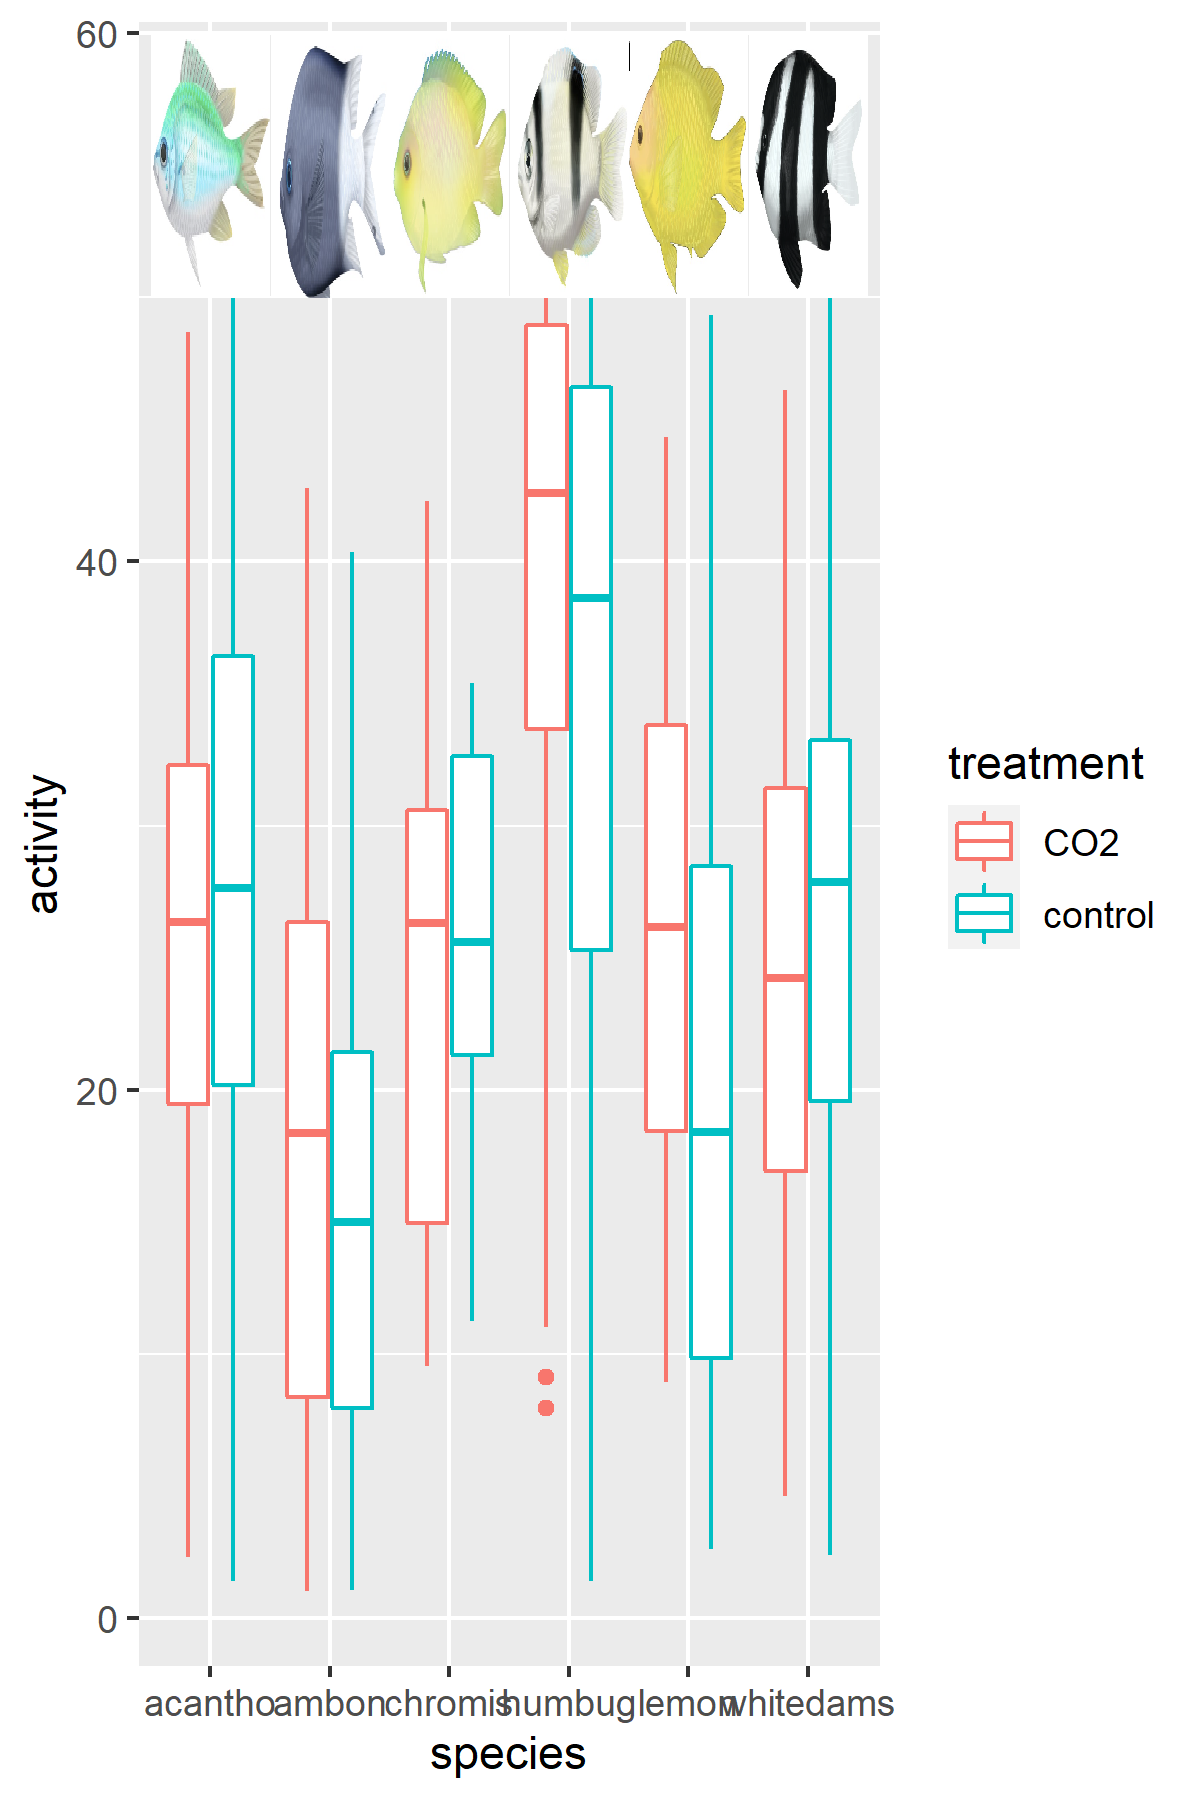 60
40
20
0
activity
acantho ambon chromis humbug lemon whitedams
species
treatment
CO2
control